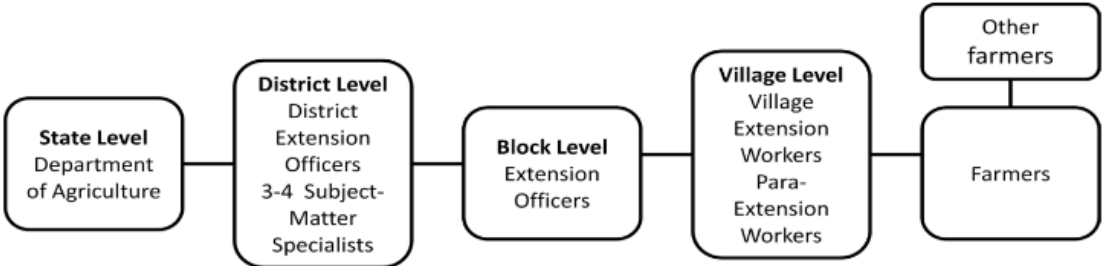 State Level
Department
of Agriculture
District Level
District
Extension
Officers
3-4 Subject-
Matter
Specialists
Block Level
Extension
Officers
Village Level
Village
Extension
Workers
Para-
Extension
Workers
Other
farmers
Farmers